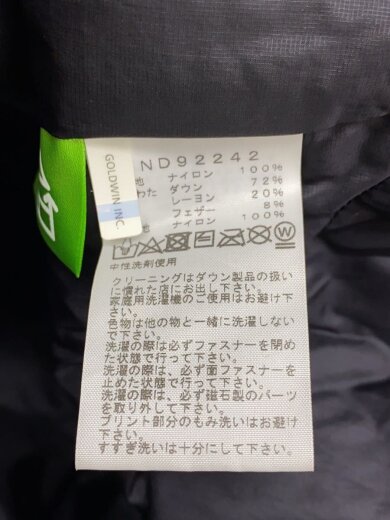 GOLDWIN INC.
ND92242
地 ナイロン 100%
わた ダウン 72%
レーヨン 20%
フェザー 8%
地 ナイロン 100%
中性洗剤使用
クリーニングはダウン製品の扱い
に慣れた店にお出し下さい。
家庭用洗濯機のご使用はお避け下
さい。
色物は他の物と一緒に洗濯しない
で下さい。
洗濯の際は必ずファスナーを閉め
た状態で行って下さい。
洗濯の際は、必ず面ファスナーを
止めた状態で行って下さい。
洗濯の際は、必ず磁石製のパーツ
を取り外して下さい。
プリント部分のもみ洗いはお避け
下さい。
すすぎ洗いは十分にして下さい。